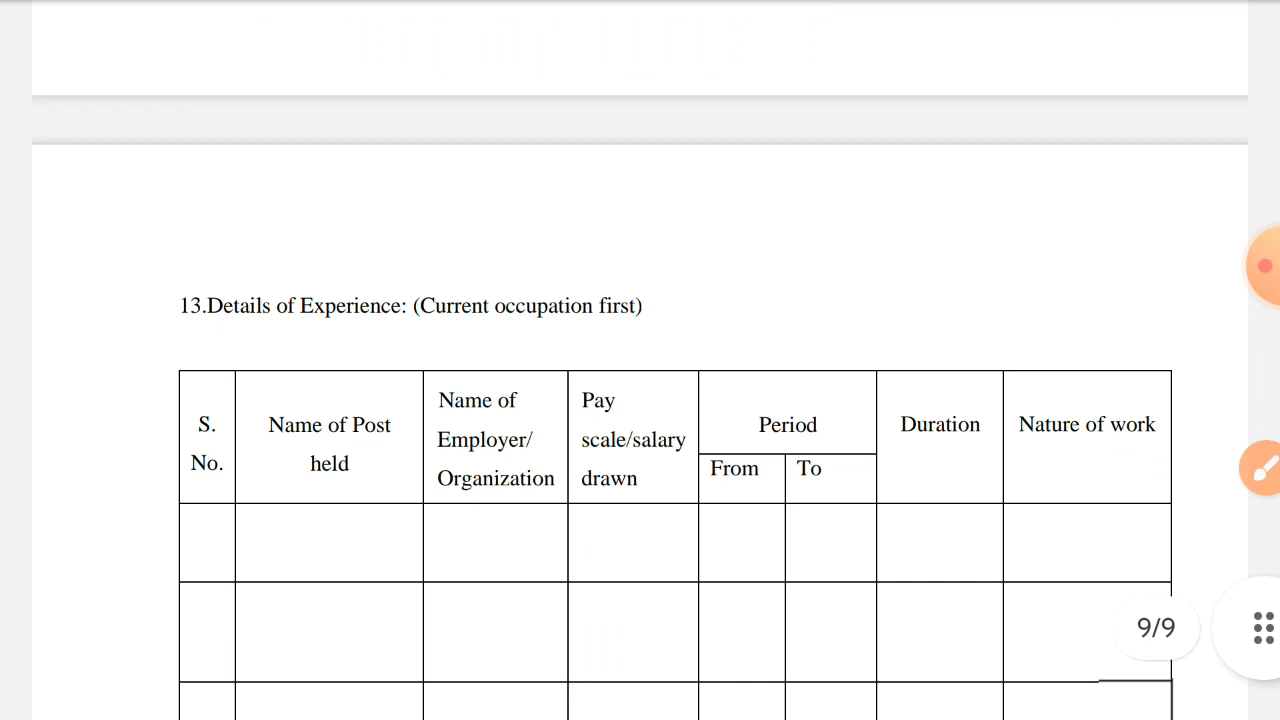 13.Details of Experience: (Current occupation first)
S. No.
Name of Post held
Name of Employer/ Organization
Pay scale/salary drawn
Period
From
To
Duration
Nature of work
9/9